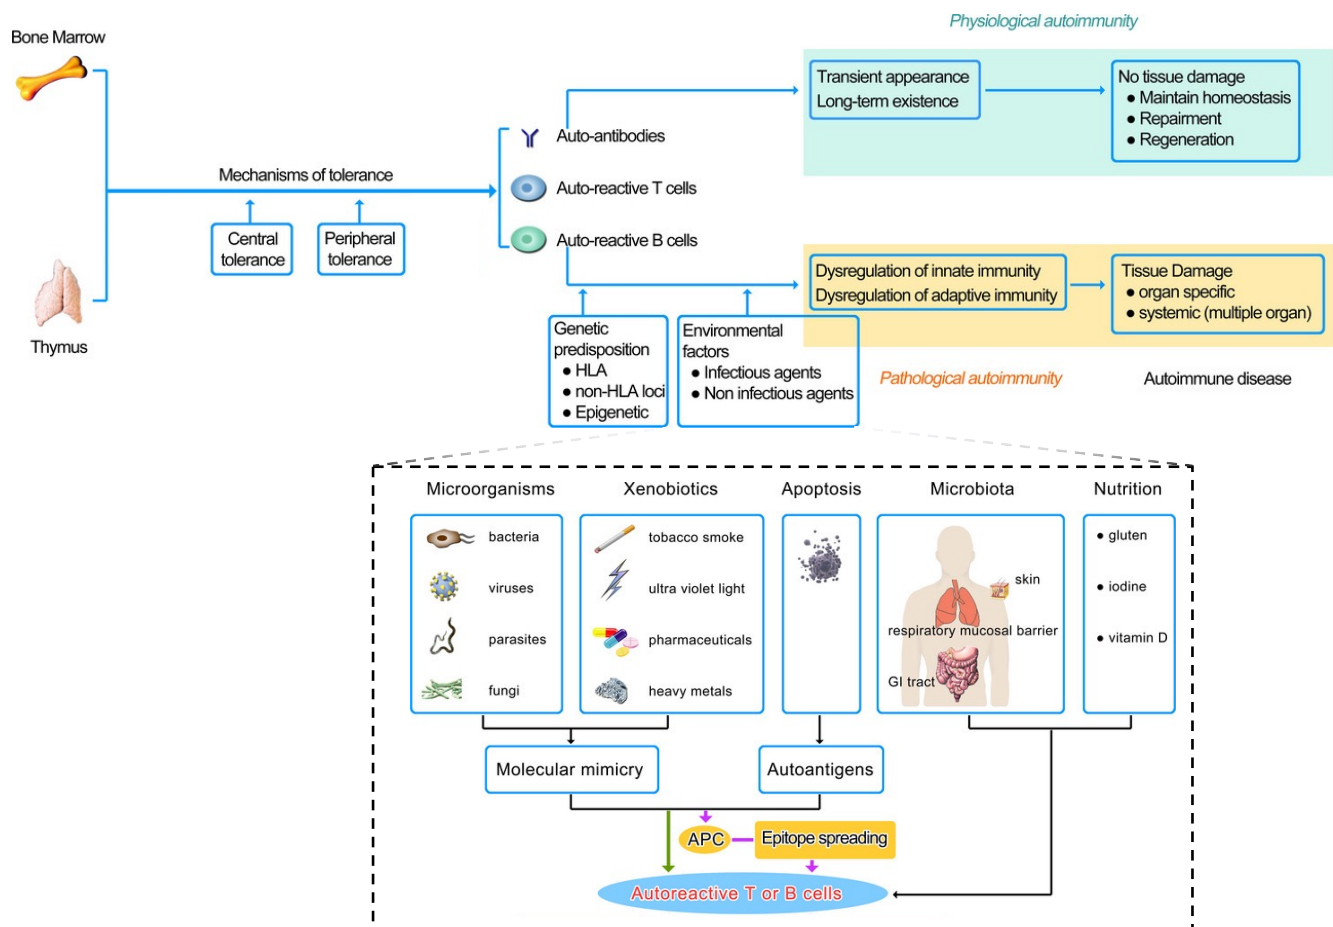 Physiological autoimmunity
Bone Marrow
Transient appearance
Long-term existence
No tissue damage
● Maintain homeostasis
● Repairment
● Regeneration
Auto-antibodies
Mechanisms of tolerance
Auto-reactive T cells
Central
tolerance
Peripheral
tolerance
Auto-reactive B cells
Thymus
Dysregulation of innate immunity
Dysregulation of adaptive immunity
Tissue Damage
● organ specific
● systemic (multiple organ)
Genetic
predisposition
● HLA
● non-HLA loci
● Epigenetic
Environmental
factors
● Infectious agents
● Non infectious agents
Pathological autoimmunity
Autoimmune disease
Microorganisms
bacteria
viruses
parasites
fungi
Xenobiotics
tobacco smoke
ultra violet light
pharmaceuticals
heavy metals
Apoptosis
Microbiota
skin
respiratory mucosal barrier
GI tract
Nutrition
● gluten
● iodine
● vitamin D
Molecular mimicry
Autoantigens
APC
Epitope spreading
Autoreactive T or B cells